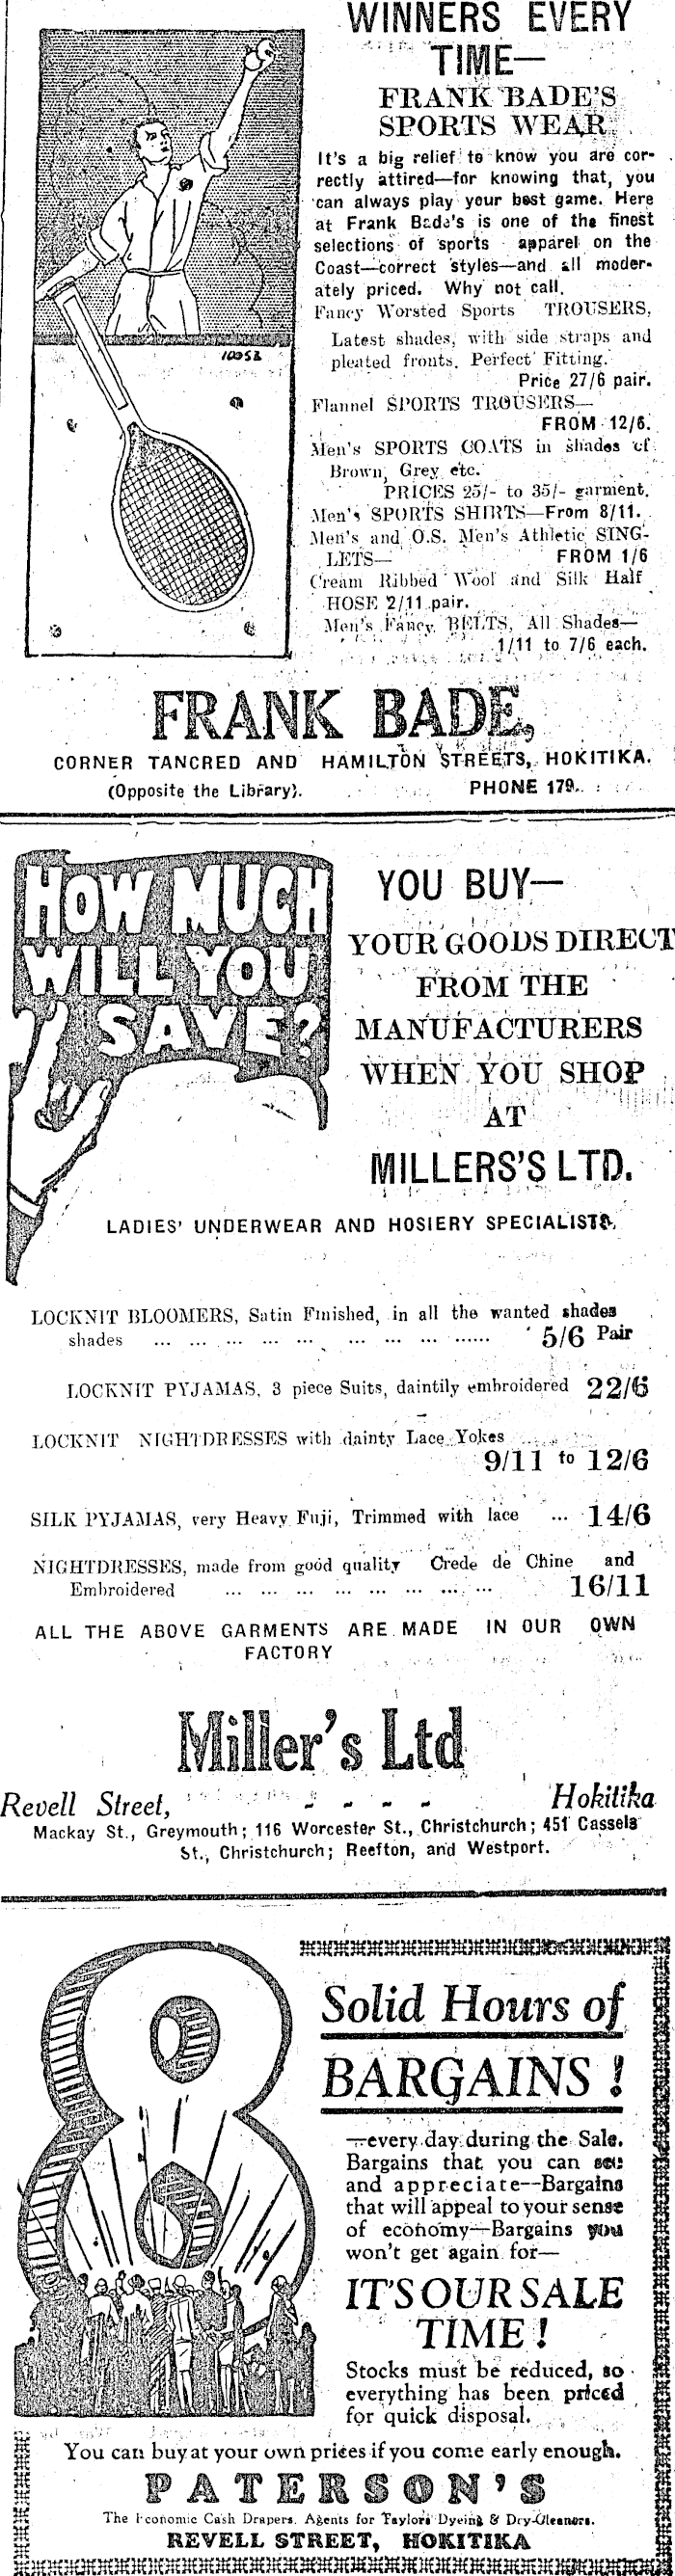 WINNERS EVERY
TIME—
FRANK BADE'S
SPORTS WEAR
It's a big relief to know you are cor-
rectly attired—for knowing that, you
can always play your best game. Here
at Frank Bade's is one of the finest
selections of sports apparel on the
Coast—correct styles—and all moder-
ately priced. Why not call.
Fancy Worsted Sports TROUSERS,
Latest shades, with side straps and
pleated fronts. Perfect Fitting.
Price 27/6 pair.
Flannel SPORTS TROUSERS—
FROM 12/6.
Men's SPORTS COATS in shades of
Brown, Grey etc.
PRICES 25/- to 35/- garment.
Men's SPORTS SHIRTS—From 8/11.
Men's and O.S. Men's Athletic SING-
LETS— FROM 1/6
Cream Ribbed Wool and Silk Half
HOSE 2/11 pair.
Men's Fancy BELTS, All Shades—
1/11 to 7/6 each.
10052
FRANK BADE,
CORNER TANCRED AND HAMILTON STREETS, HOKITIKA.
(Opposite the Library). PHONE 179.
HOW MUCH
WILL YOU
SAVE?
YOU BUY—
YOUR GOODS DIRECT
FROM THE
MANUFACTURERS
WHEN YOU SHOP
AT
MILLERS'S LTD.
LADIES' UNDERWEAR AND HOSIERY SPECIALISTS,
LOCKNIT BLOOMERS, Satin Finished, in all the wanted shades
shades ... ... ... ... ... ... ... ... ...... 5/6 Pair
LOCKNIT PYJAMAS, 3 piece Suits, daintily embroidered 22/6
LOCKNIT NIGHTDRESSES with dainty Lace Yokes
9/11 to 12/6
SILK PYJAMAS, very Heavy Fuji, Trimmed with lace ... 14/6
NIGHTDRESSES, made from good quality Crede de Chine and
Embroidered ... ... ... ... ... ... ... ... 16/11
ALL THE ABOVE GARMENTS ARE MADE IN OUR OWN
FACTORY
Miller's Ltd
Revell Street, - - - - Hokitika
Mackay St., Greymouth; 116 Worcester St., Christchurch; 451 Cassels
St., Christchurch; Reefton, and Westport.
8
Solid Hours of
BARGAINS!
—every day during the Sale.
Bargains that you can see
and appreciate--Bargains
that will appeal to your sense
of economy—Bargains you
won't get again for—
IT'S OUR SALE
TIME!
Stocks must be reduced, so
everything has been priced
for quick disposal.
You can buy at your own prices if you come early enough.
PATERSON'S
The Economic Cash Drapers. Agents for Taylors Dyeing & Dry-Cleaners.
REVELL STREET, HOKITIKA